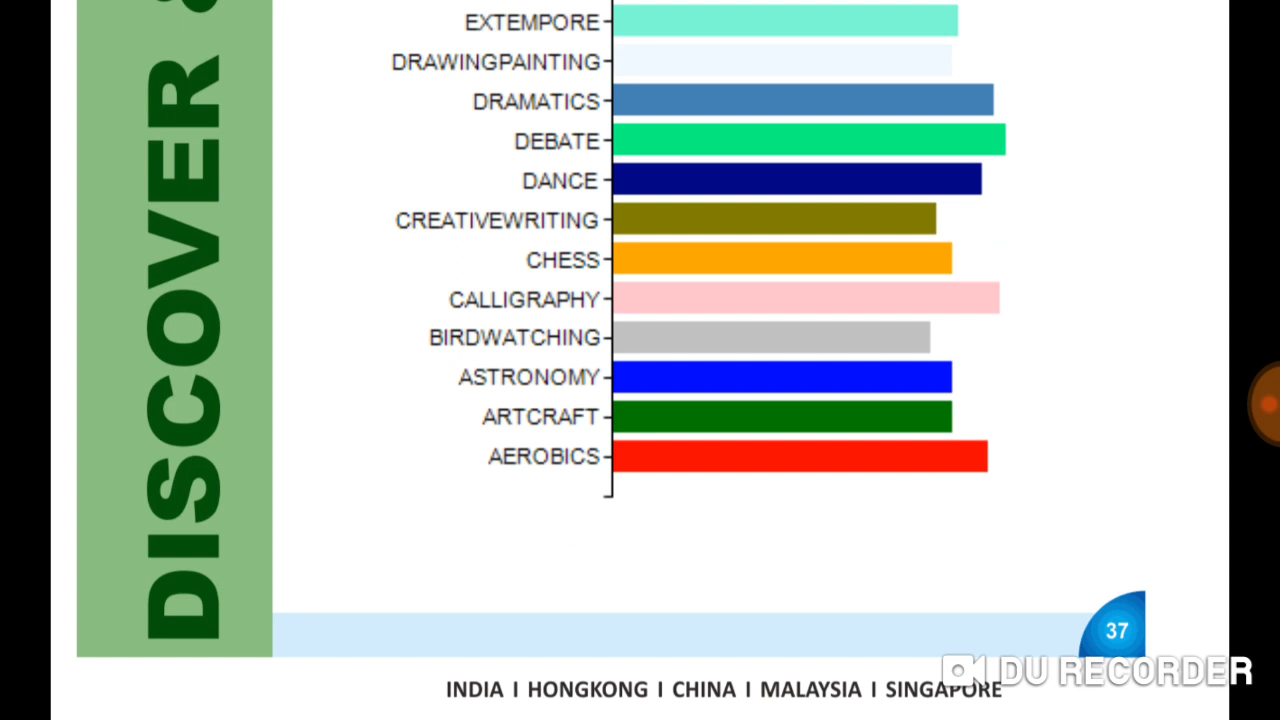 DISCOVER
EXTEMPORE
DRAWINGPAINTING
DRAMATICS
DEBATE
DANCE
CREATIVEWRITING
CHESS
CALLIGRAPHY
BIRDWATCHING
ASTRONOMY
ARTCRAFT
AEROBICS
37
DU RECORDER
INDIA I HONGKONG I CHINA I MALAYSIA I SINGAPORE